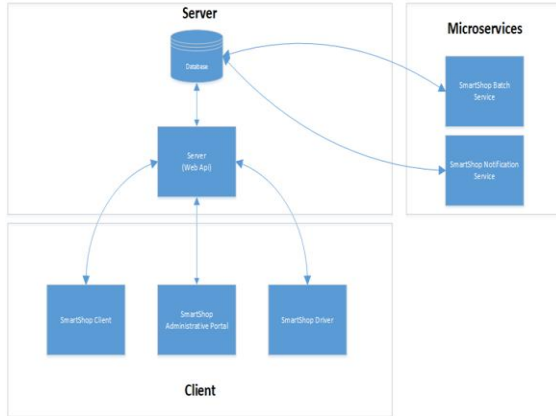 Server
Database
Server
(Web Api)
Microservices
SmartShop Batch
Service
SmartShop Notification
Service
SmartShop Client
SmartShop
Administrative Portal
SmartShop Driver
Client